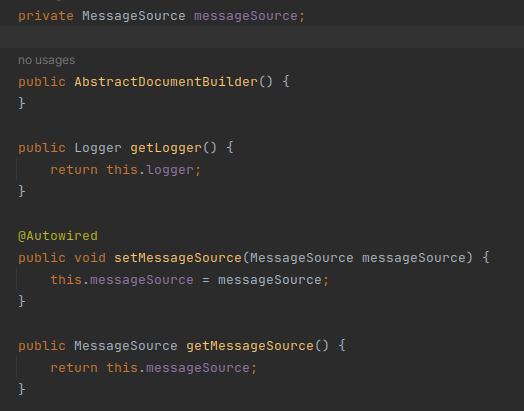 private MessageSource messageSource;
no usages
public AbstractDocumentBuilder() {
}
public Logger getLogger() {
return this.logger;
}
@Autowired
public void setMessageSource(MessageSource messageSource) {
this.messageSource = messageSource;
}
public MessageSource getMessageSource() {
return this.messageSource;
}